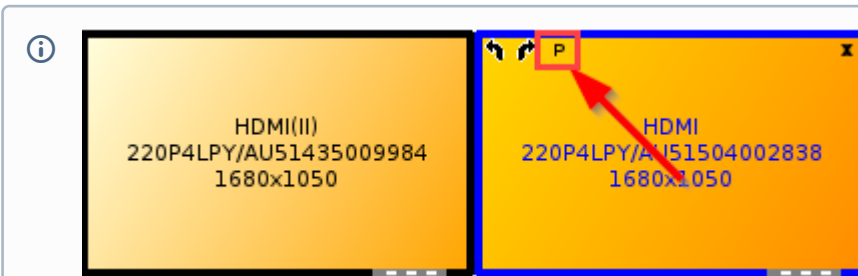 HDMI(II)
220P4LPY/AU51435009984
1680x1050
P
X
HDMI
220P4LPY/AU51504002838
1680x1050